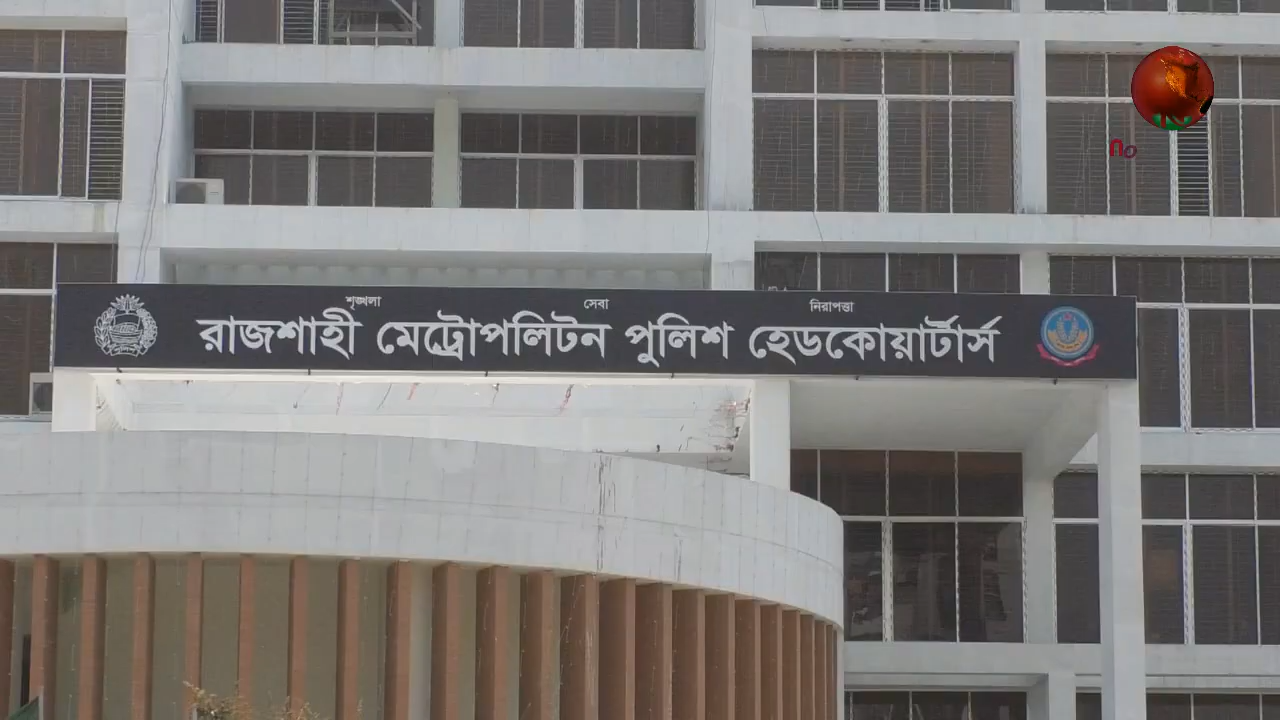 শৃঙ্খলা সেবা নিরাপত্তা
রাজশাহী মেট্রোপলিটন পুলিশ হেডকোয়ার্টার্স